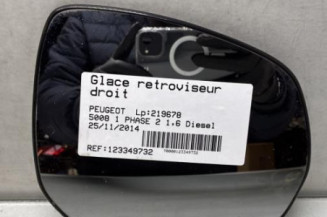 Glace retroviseur
droit
PEUGEOT Lp:219678
5008 1 PHASE 2 1.6 Diesel
25/11/2014
REF:123349732